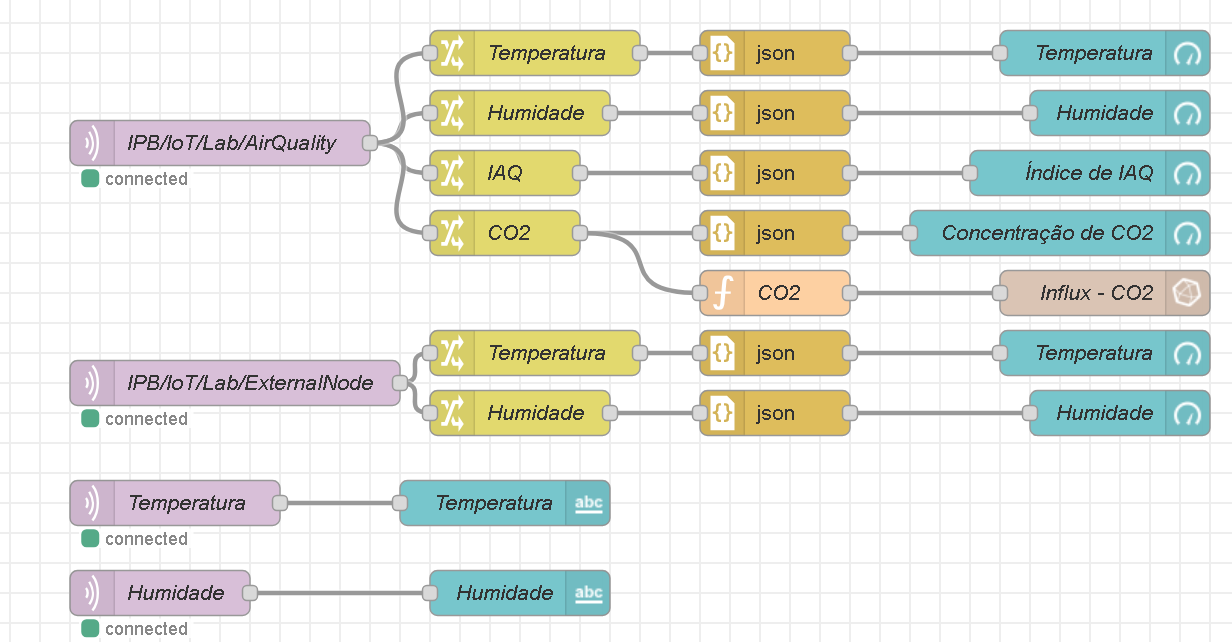 Temperatura
json
Temperatura
Humidade
json
Humidade
IPB/IoT/Lab/AirQuality
connected
IAQ
json
Índice de IAQ
CO2
json
Concentração de CO2
CO2
Influx - CO2
Temperatura
json
Temperatura
IPB/IoT/Lab/ExternalNode
connected
Humidade
json
Humidade
Temperatura
Temperatura
abc
connected
Humidade
Humidade
abc
connected